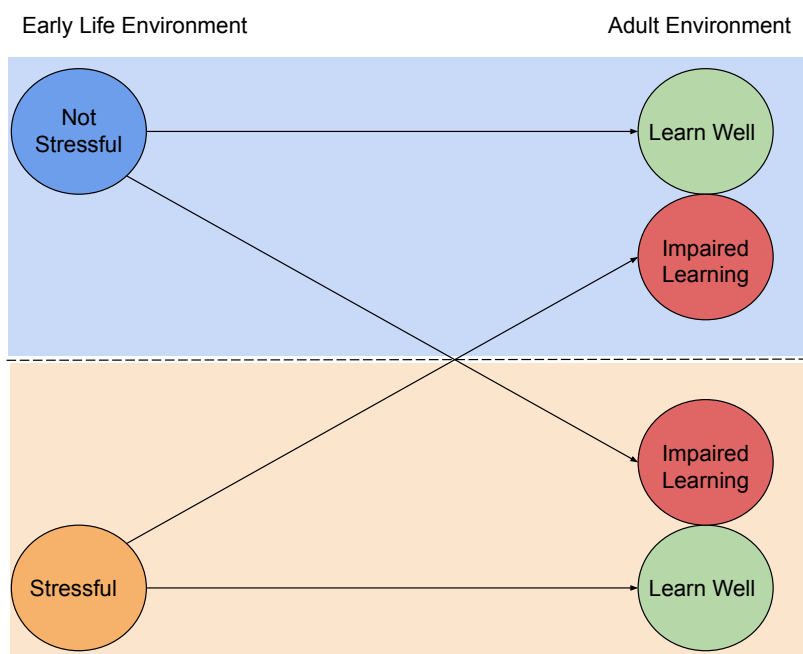 Early Life Environment
Adult Environment
Not
Stressful
Learn Well
Impaired
Learning
Impaired
Learning
Stressful
Learn Well